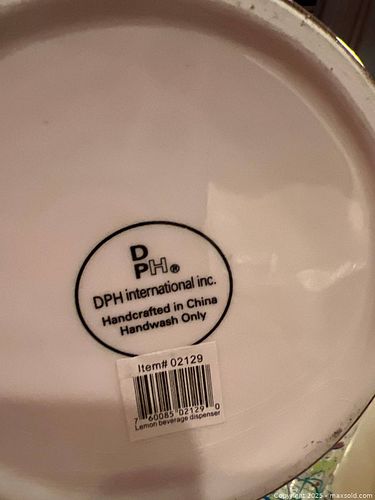 D
PH®
DPH international inc.
Handcrafted in China
Handwash Only
Item# 02129
7 60085 02129 0
Lemon beverage dispenser
Copyright 2025 - maxsold.com